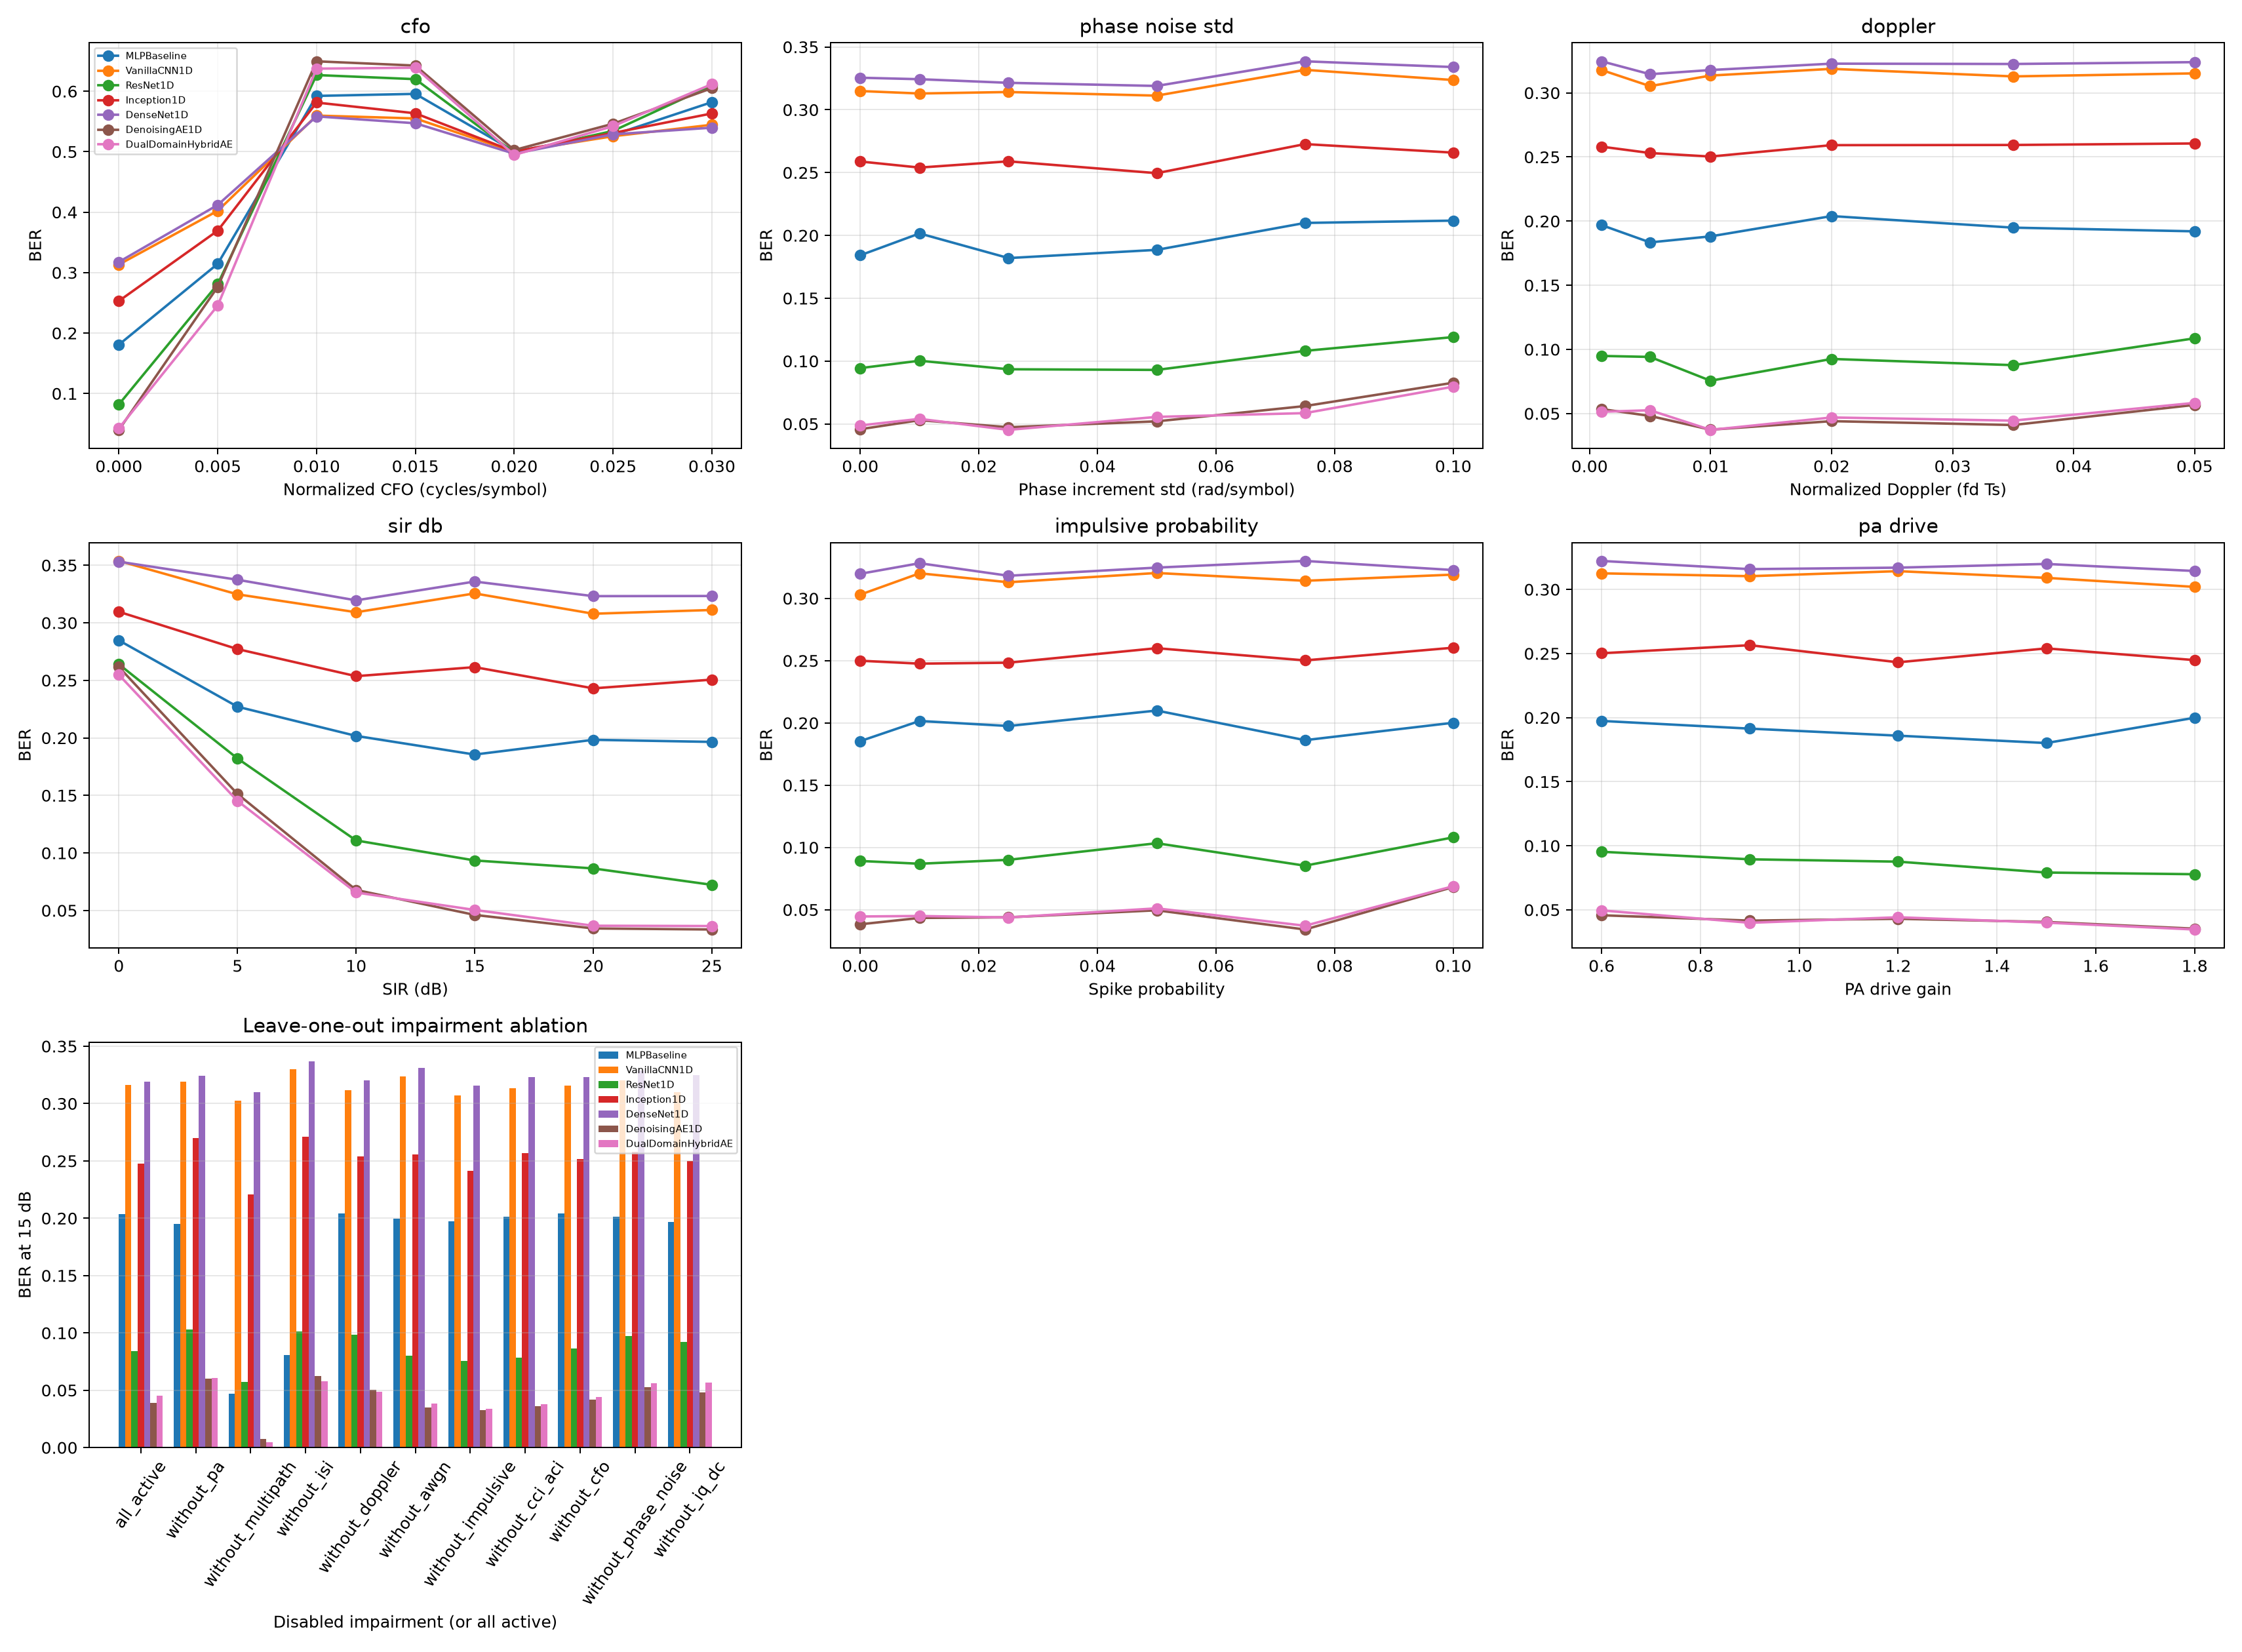 cfo
BER
0.6
0.5
0.4
0.3
0.2
0.1
MLPBaseline
VanillaCNN1D
ResNet1D
Inception1D
DenseNet1D
DenoisingAE1D
DualDomainHybridAE
0.000 0.005 0.010 0.015 0.020 0.025 0.030
Normalized CFO (cycles/symbol)
phase noise std
BER
0.35
0.30
0.25
0.20
0.15
0.10
0.05
0.00 0.02 0.04 0.06 0.08 0.10
Phase increment std (rad/symbol)
doppler
BER
0.30
0.25
0.20
0.15
0.10
0.05
0.00 0.01 0.02 0.03 0.04 0.05
Normalized Doppler (fd Ts)
sir db
BER
0.35
0.30
0.25
0.20
0.15
0.10
0.05
0 5 10 15 20 25
SIR (dB)
impulsive probability
BER
0.30
0.25
0.20
0.15
0.10
0.05
0.00 0.02 0.04 0.06 0.08 0.10
Spike probability
pa drive
BER
0.30
0.25
0.20
0.15
0.10
0.05
0.6 0.8 1.0 1.2 1.4 1.6 1.8
PA drive gain
Leave-one-out impairment ablation
BER at 15 dB
0.35
0.30
0.25
0.20
0.15
0.10
0.05
0.00
MLPBaseline
VanillaCNN1D
ResNet1D
Inception1D
DenseNet1D
DenoisingAE1D
DualDomainHybridAE
all_active
without_pa
without_multipath
without_isi
without_doppler
without_awgn
without_impulsive
without_cci_aci
without_cfo
without_phase_noise
without_iq_dc
Disabled impairment (or all active)